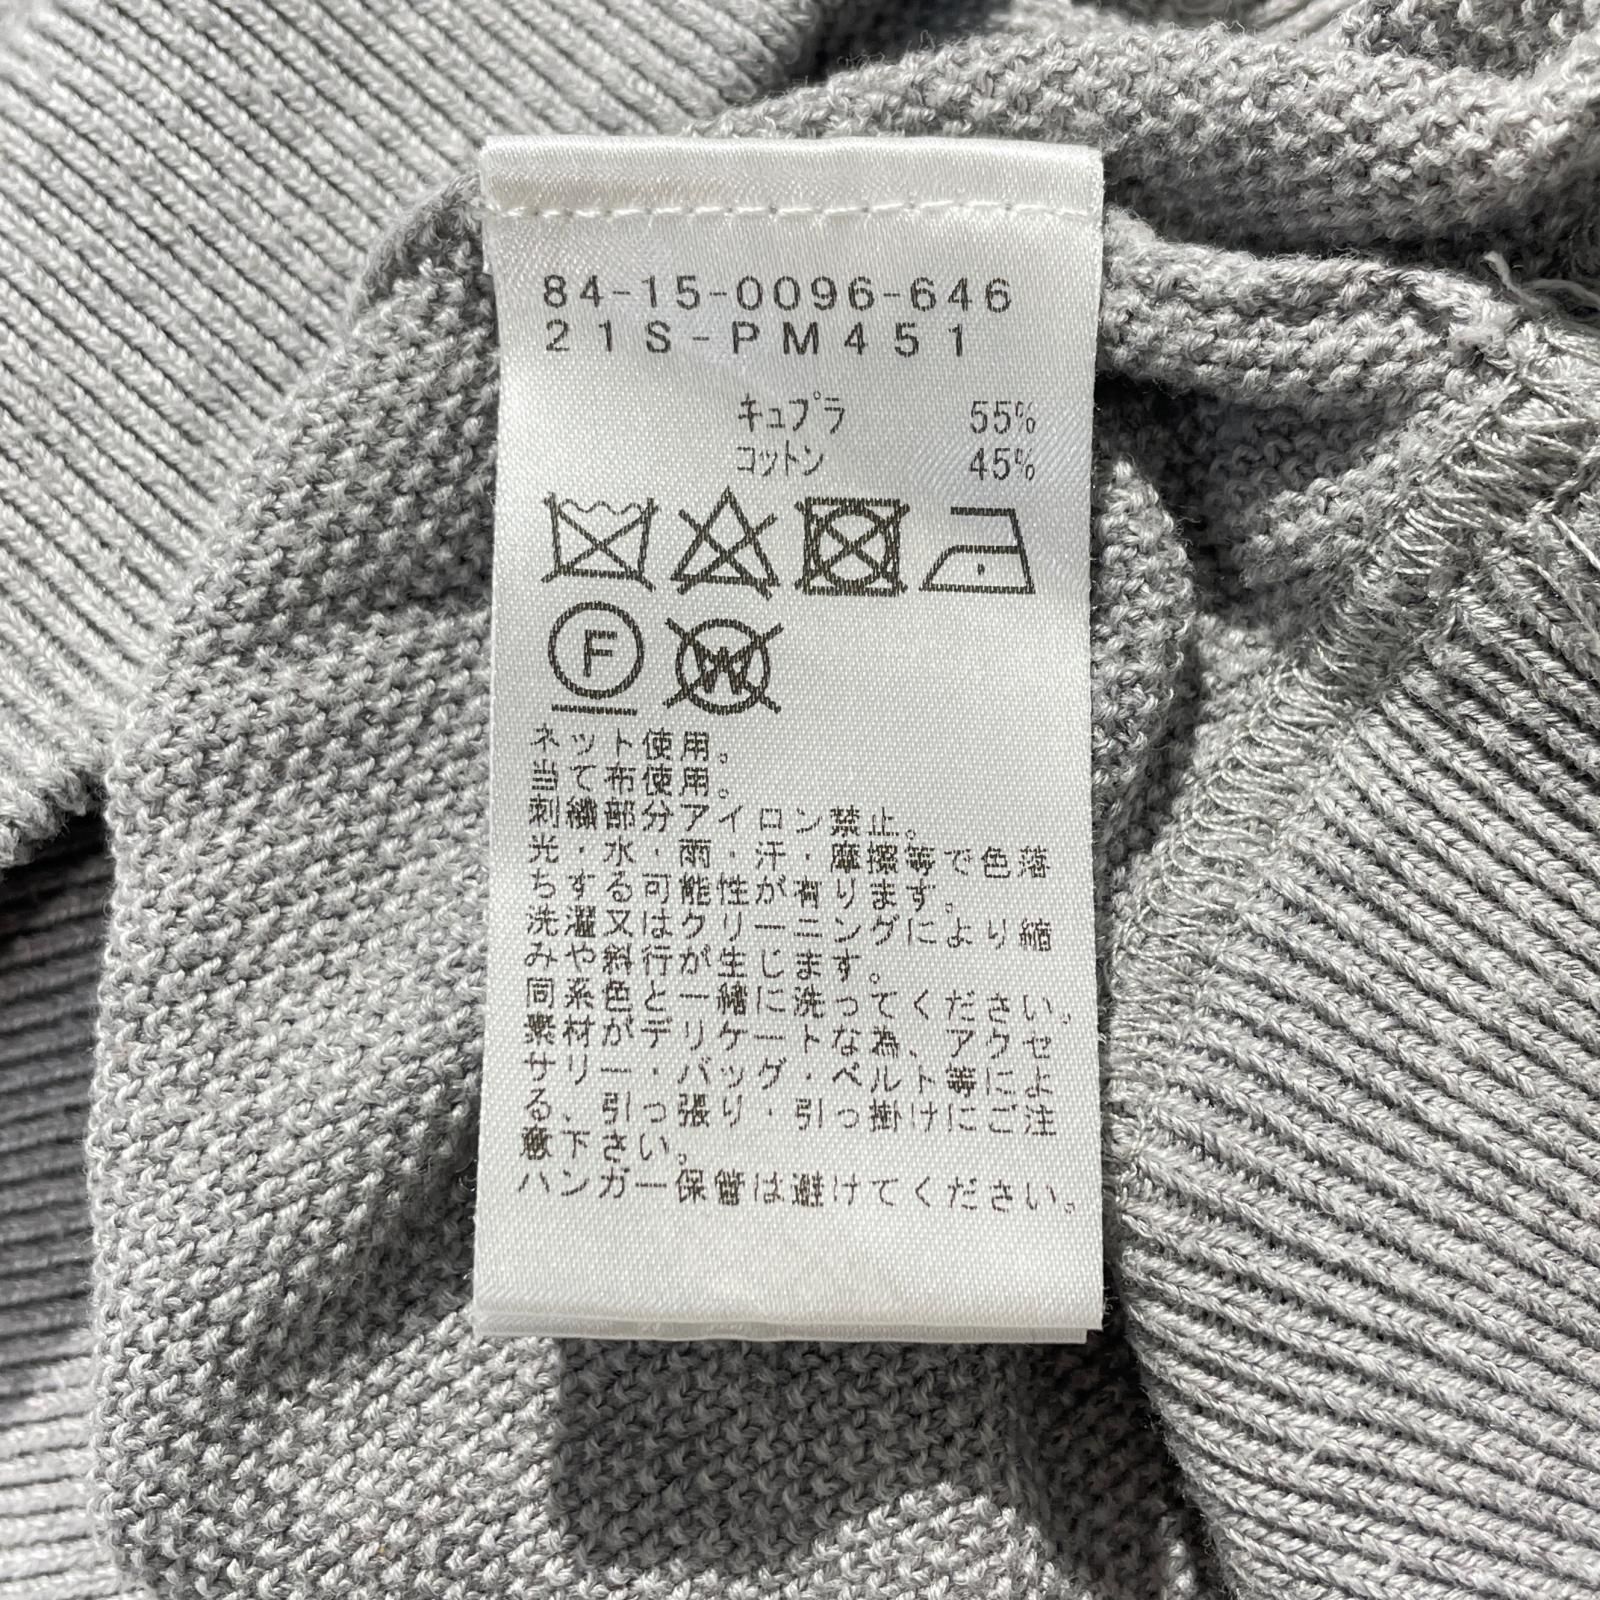 84-15-0096-646
21S-PM451
キュプラ 55%
コットン 45%
F
W
ネット使用。
当て布使用。
刺繍部分アイロン禁止。
光・水・雨・汗・摩擦等で色落
ちする可能性が有ります。
洗濯又はクリーニングにより縮
みや斜行が生じます。
同系色と一緒に洗ってください。
素材がデリケートな為、アクセ
サリー・バッグ・ベルト等によ
る、引っ張り・引っ掛けにご注
意下さい。
ハンガー保管は避けてください。